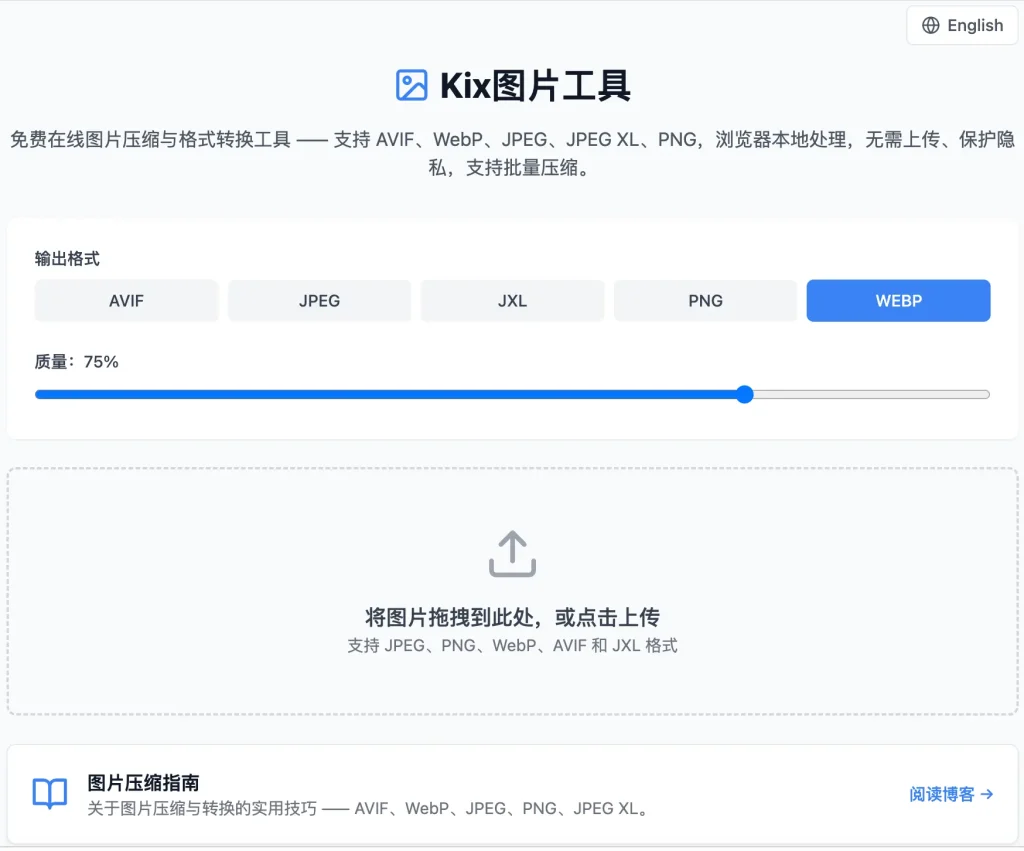 English
Kix图片工具
免费在线图片压缩与格式转换工具 —— 支持 AVIF、WebP、JPEG、JPEG XL、PNG，浏览器本地处理，无需上传、保护隐
私，支持批量压缩。
输出格式
AVIF
JPEG
JXL
PNG
WEBP
质量：75%
将图片拖拽到此处，或点击上传
支持 JPEG、PNG、WebP、AVIF 和 JXL 格式
图片压缩指南
关于图片压缩与转换的实用技巧 —— AVIF、WebP、JPEG、PNG、JPEG XL。
阅读博客 →